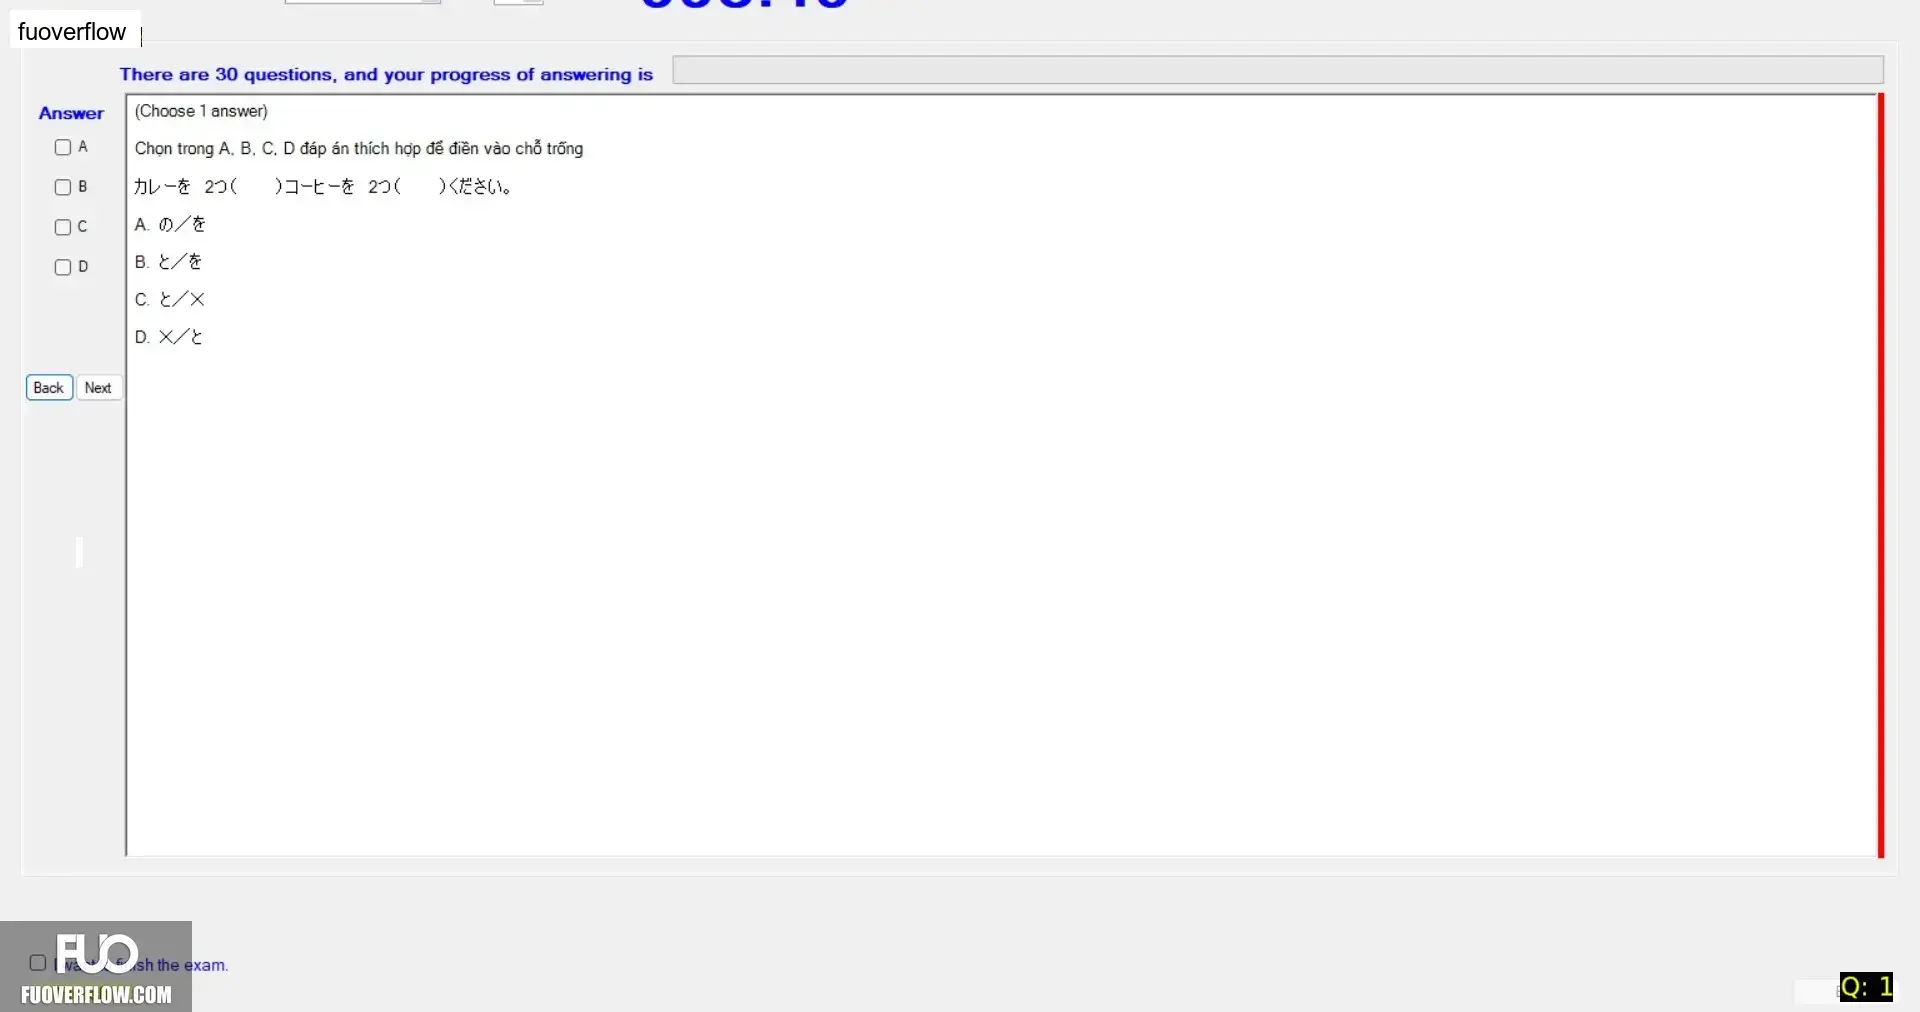 fuoverflow
There are 30 questions, and your progress of answering is
Answer
(Choose 1 answer)
A
Chọn trong A, B, C, D đáp án thích hợp để điền vào chỗ trống
B
カレーを 2つ( )コーヒーを 2つ( )ください。
C
A. の／を
D
B. と／を
C. と／×
D. ×／と
Back Next
FUO
finish the exam.
FUOVERFLOW.COM
Q: 1